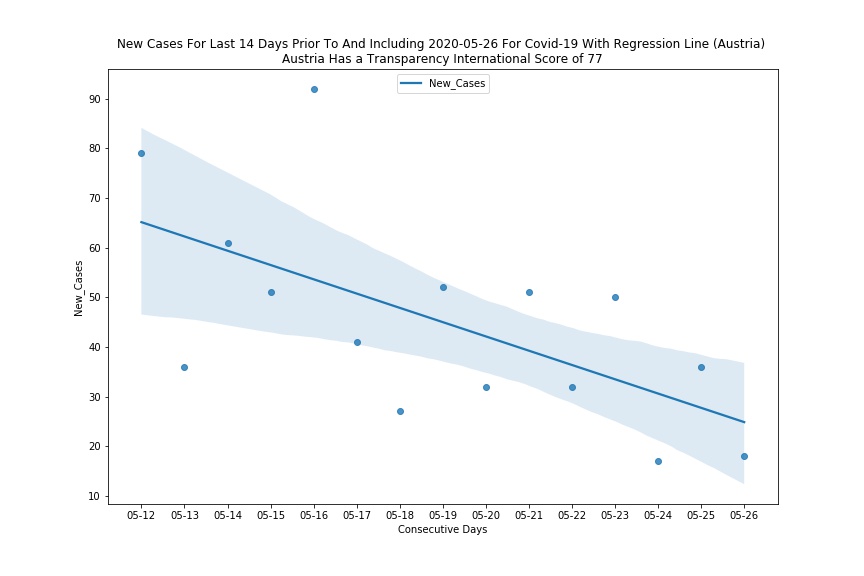 New Cases For Last 14 Days Prior To And Including 2020-05-26 For Covid-19 With Regression Line (Austria)
Austria Has a Transparency International Score of 77
New_Cases
90
80
70
60
50
40
30
20
10
New_Cases
05-12 05-13 05-14 05-15 05-16 05-17 05-18 05-19 05-20 05-21 05-22 05-23 05-24 05-25 05-26
Consecutive Days